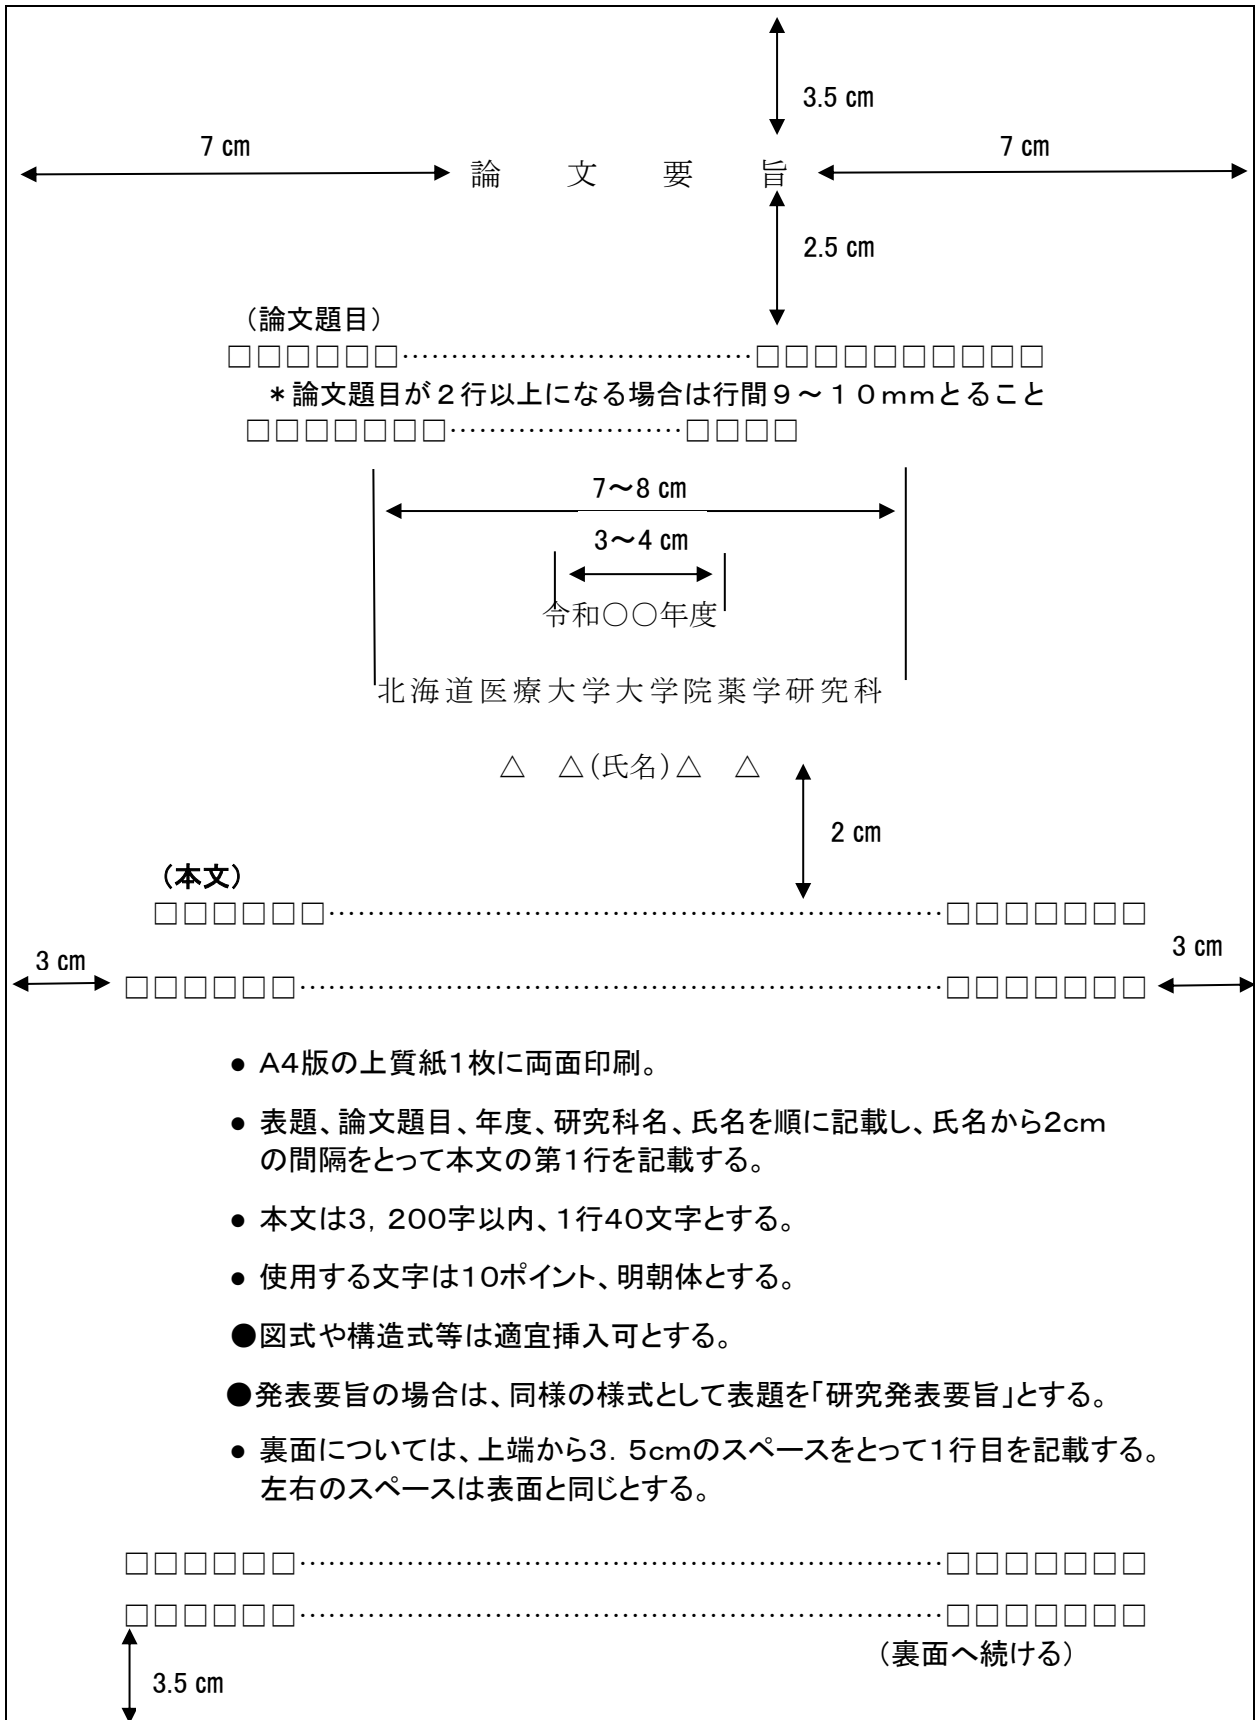 3.5 cm
7 cm
7 cm
論　文　要　旨
2.5 cm
（論文題目）
□□□□□□……………………………□□□□□□□□□□
＊論文題目が２行以上になる場合は行間９～１０ｍｍとること
□□□□□□□……………………□□□□
7～8 cm
3～4 cm
令和○○年度
北海道医療大学大学院薬学研究科
△　△(氏名)△　△
2 cm
（本文）
□□□□□□………………………………………………………□□□□□□□
3 cm
3 cm
□□□□□□…………………………………………………………□□□□□□□
● A4版の上質紙1枚に両面印刷。
● 表題、論文題目、年度、研究科名、氏名を順に記載し、氏名から2cm
の間隔をとって本文の第1行を記載する。
● 本文は3，200字以内、1行40文字とする。
● 使用する文字は10ポイント、明朝体とする。
●図式や構造式等は適宜挿入可とする。
●発表要旨の場合は、同様の様式として表題を「研究発表要旨」とする。
● 裏面については、上端から3．5cmのスペースをとって1行目を記載する。
左右のスペースは表面と同じとする。
□□□□□□…………………………………………………………□□□□□□□
□□□□□□…………………………………………………………□□□□□□□
（裏面へ続ける）
3.5 cm